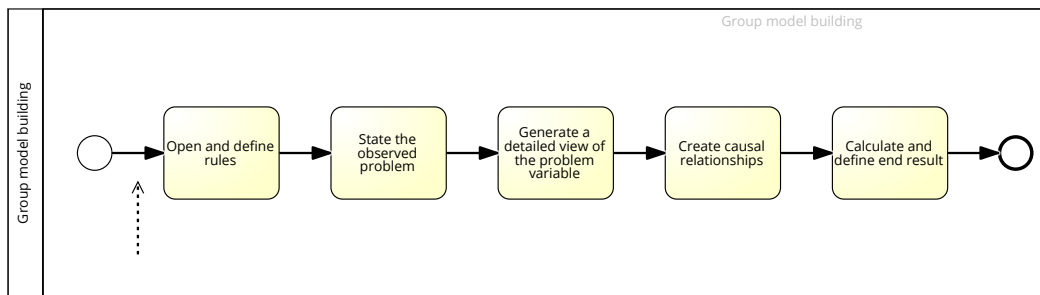 Group model building
Group model building
Open and define
rules
State the
observed
problem
Generate a
detailed view of
the problem
variable
Create causal
relationships
Calculate and
define end result